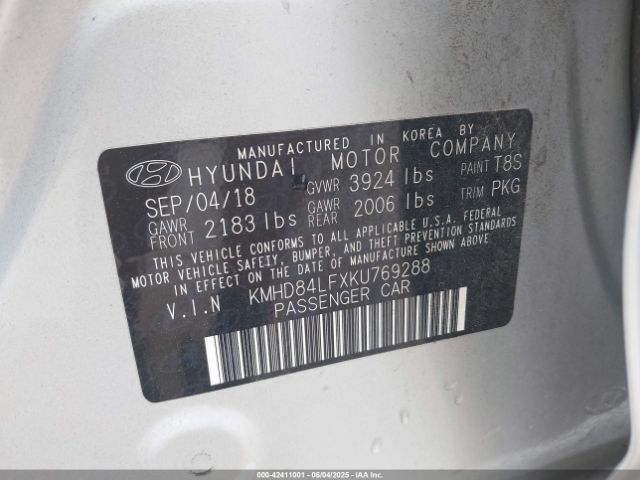 MANUFACTURED IN KOREA BY
HYUNDAI MOTOR COMPANY
SEP/04/18 GVWR 3924 lbs PAINT T8S
GAWR FRONT 2183 lbs GAWR REAR 2006 lbs TRIM PKG
THIS VEHICLE CONFORMS TO ALL APPLICABLE U.S.A. FEDERAL
MOTOR VEHICLE SAFETY, BUMPER, AND THEFT PREVENTION STANDARDS
IN EFFECT ON THE DATE OF MANUFACTURE SHOWN ABOVE.
V.I.N KMHD84LFXKU769288
PASSENGER CAR
000-42411001 - 06/04/2025 - IAA Holdings, LLC